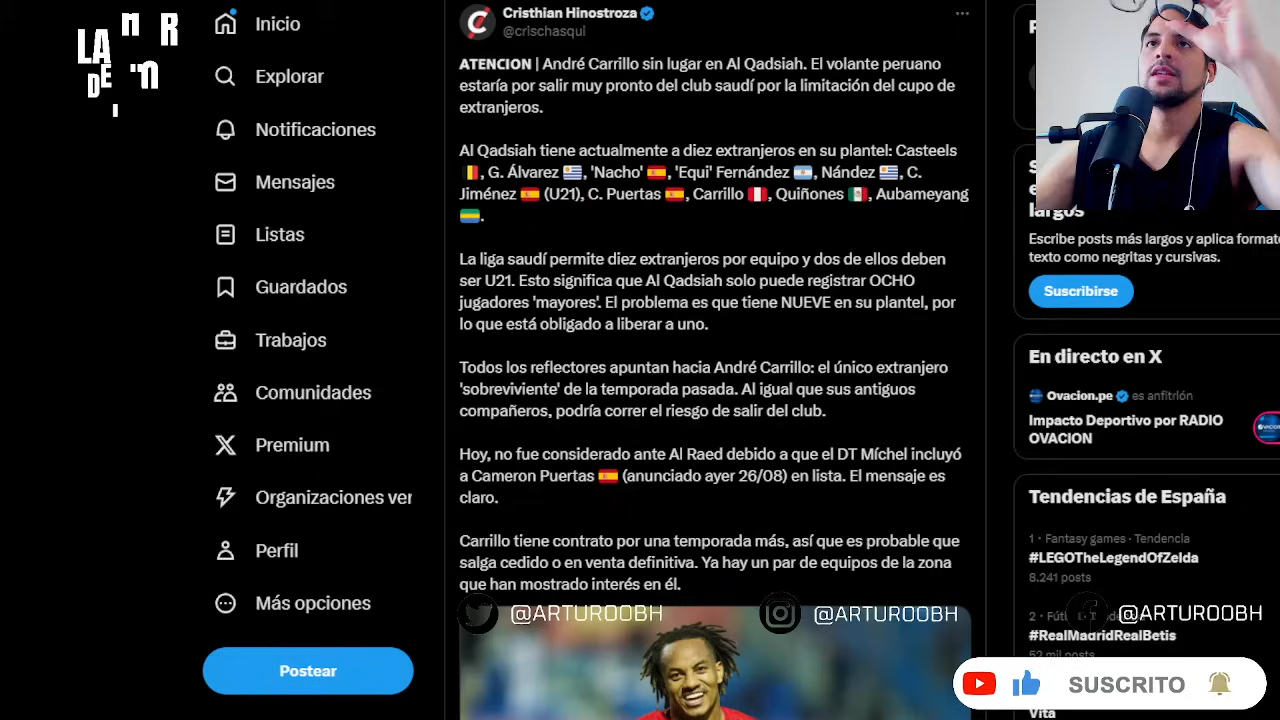 LA
n
R
DE
n
I
Inicio
Explorar
Notificaciones
Mensajes
Listas
Guardados
Trabajos
Comunidades
Premium
Organizaciones ver
Perfil
Más opciones
Postear
Cristhian Hinostroza
@crischasqui
ATENCION | André Carrillo sin lugar en Al Qadsiah. El volante peruano
estaría por salir muy pronto del club saudí por la limitación del cupo de
extranjeros.
Al Qadsiah tiene actualmente a diez extranjeros en su plantel: Casteels
, G. Álvarez , 'Nacho' , 'Equi' Fernández , Nández , C.
Jiménez (U21), C. Puertas , Carrillo , Quiñones , Aubameyang
.
La liga saudí permite diez extranjeros por equipo y dos de ellos deben
ser U21. Esto significa que Al Qadsiah solo puede registrar OCHO
jugadores 'mayores'. El problema es que tiene NUEVE en su plantel, por
lo que está obligado a liberar a uno.
Todos los reflectores apuntan hacia André Carrillo: el único extranjero
'sobreviviente' de la temporada pasada. Al igual que sus antiguos
compañeros, podría correr el riesgo de salir del club.
Hoy, no fue considerado ante Al Raed debido a que el DT Míchel incluyó
a Cameron Puertas (anunciado ayer 26/08) en lista. El mensaje es
claro.
Carrillo tiene contrato por una temporada más, así que es probable que
salga cedido o en venta definitiva. Ya hay un par de equipos de la zona
que han mostrado interés en él.
@ARTUROOBH
@ARTUROOBH
@ARTUROOBH
largos
Escribe posts más largos y aplica formato
texto como negritas y cursivas.
Suscribirse
En directo en X
Ovacion.pe es anfitrión
Impacto Deportivo por RADIO
OVACION
Tendencias de España
1 · Fantasy games · Tendencia
#LEGOTheLegendOfZelda
8.241 posts
#RealMadridRealBetis
52 mil posts
SUSCRITO
Vita